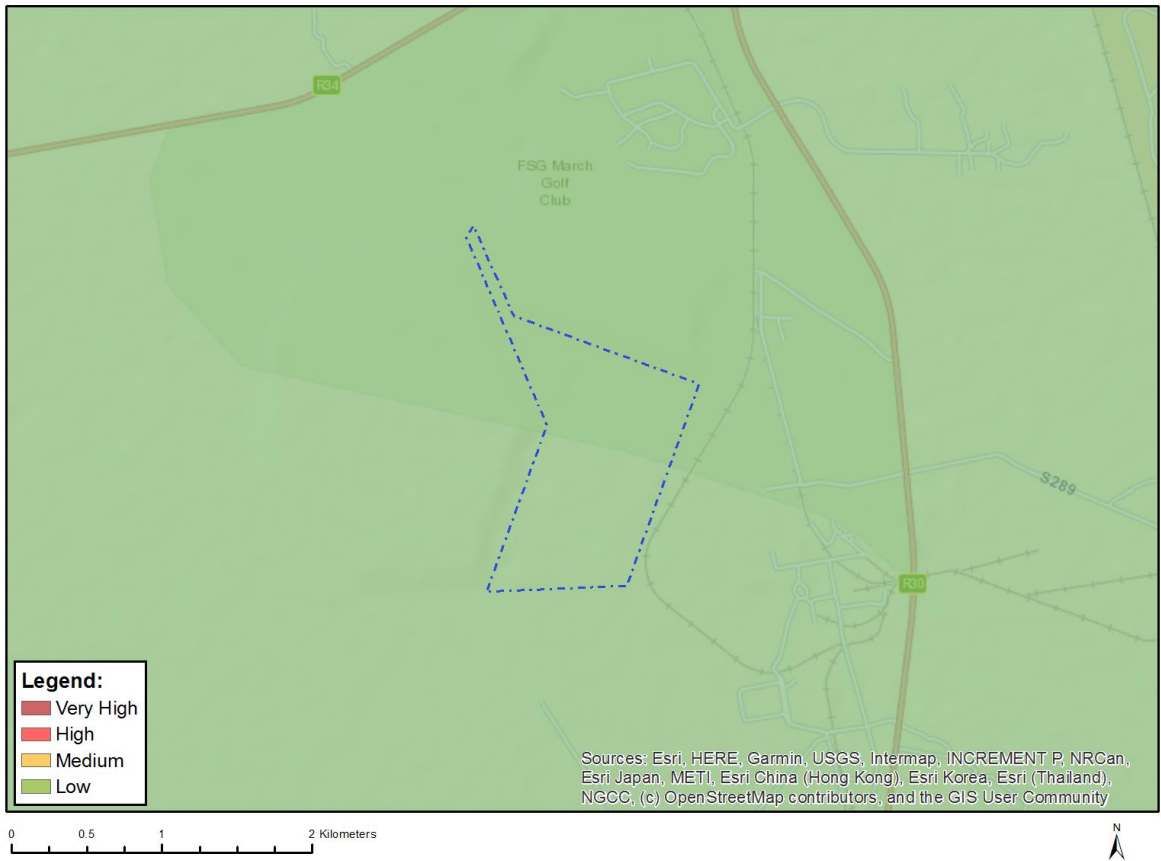 R34
FSG March
Golf
Club
S289
R30
Legend:
Very High
High
Medium
Low
Sources: Esri, HERE, Garmin, USGS, Intermap, INCREMENT P, NRCan,
Esri Japan, METI, Esri China (Hong Kong), Esri Korea, Esri (Thailand),
NGCC, (c) OpenStreetMap contributors, and the GIS User Community
0 0.5 1 2 Kilometers
N